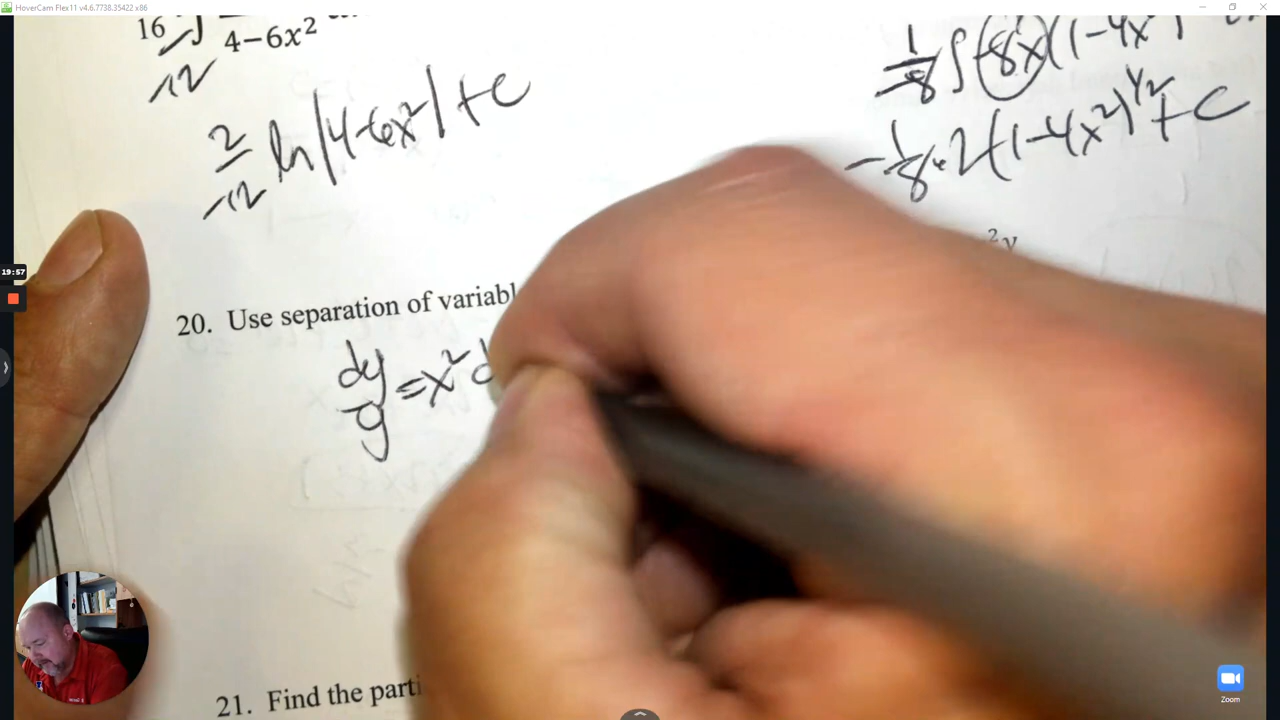 HoverCam Flex11 v4.6.7738.35422 x86
16 ∫ 4-6x²
-12
2/-12 ln|4-6x²|+C
-1/8 ∫(-8x)(1-4x²)
-1/8 · 2(1-4x²)^1/2 + C
19:57
20. Use separation of variabl ²y
dy/y = x² d
21. Find the parti
Zoom